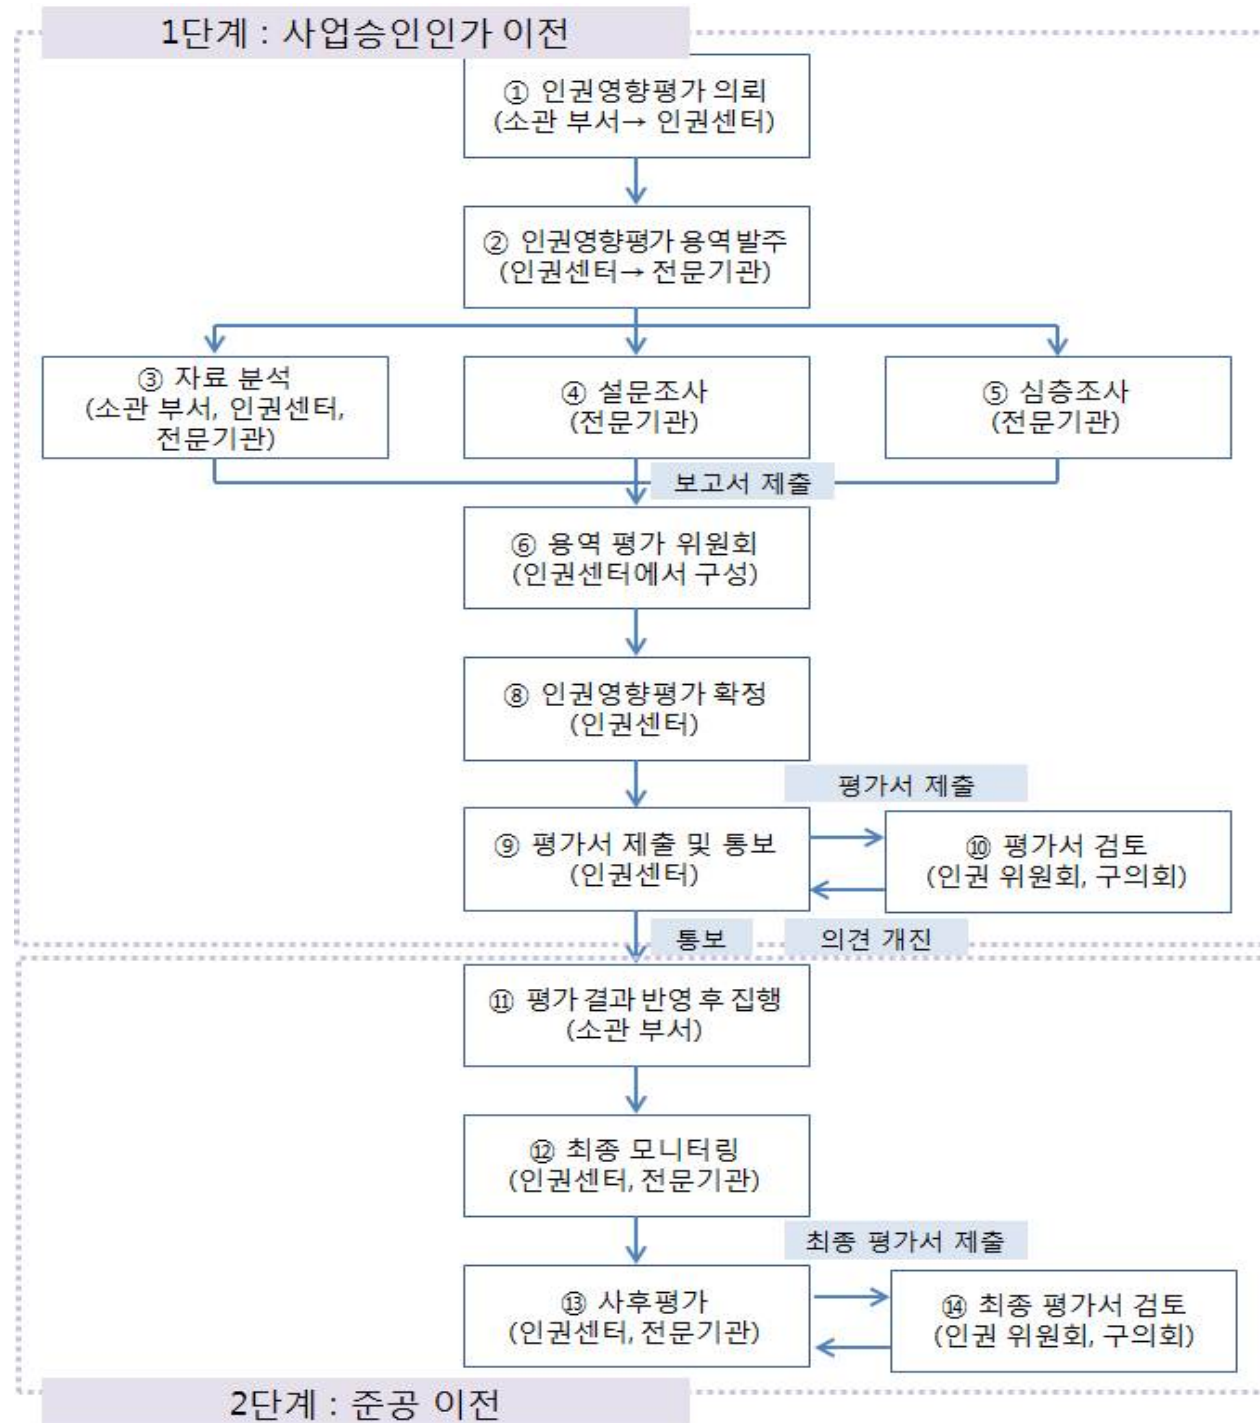 1단계 : 사업승인인가 이전
① 인권영향평가 의뢰
(소관 부서→ 인권센터)
② 인권영향평가 용역 발주
(인권센터→ 전문기관)
③ 자료 분석
(소관 부서, 인권센터,
전문기관)
④ 설문조사
(전문기관)
⑤ 심층조사
(전문기관)
보고서 제출
⑥ 용역 평가 위원회
(인권센터에서 구성)
⑧ 인권영향평가 확정
(인권센터)
평가서 제출
⑨ 평가서 제출 및 통보
(인권센터)
⑩ 평가서 검토
(인권 위원회, 구의회)
통보
의견 개진
⑪ 평가 결과 반영 후 집행
(소관 부서)
⑫ 최종 모니터링
(인권센터, 전문기관)
최종 평가서 제출
⑬ 사후평가
(인권센터, 전문기관)
⑭ 최종 평가서 검토
(인권 위원회, 구의회)
2단계 : 준공 이전